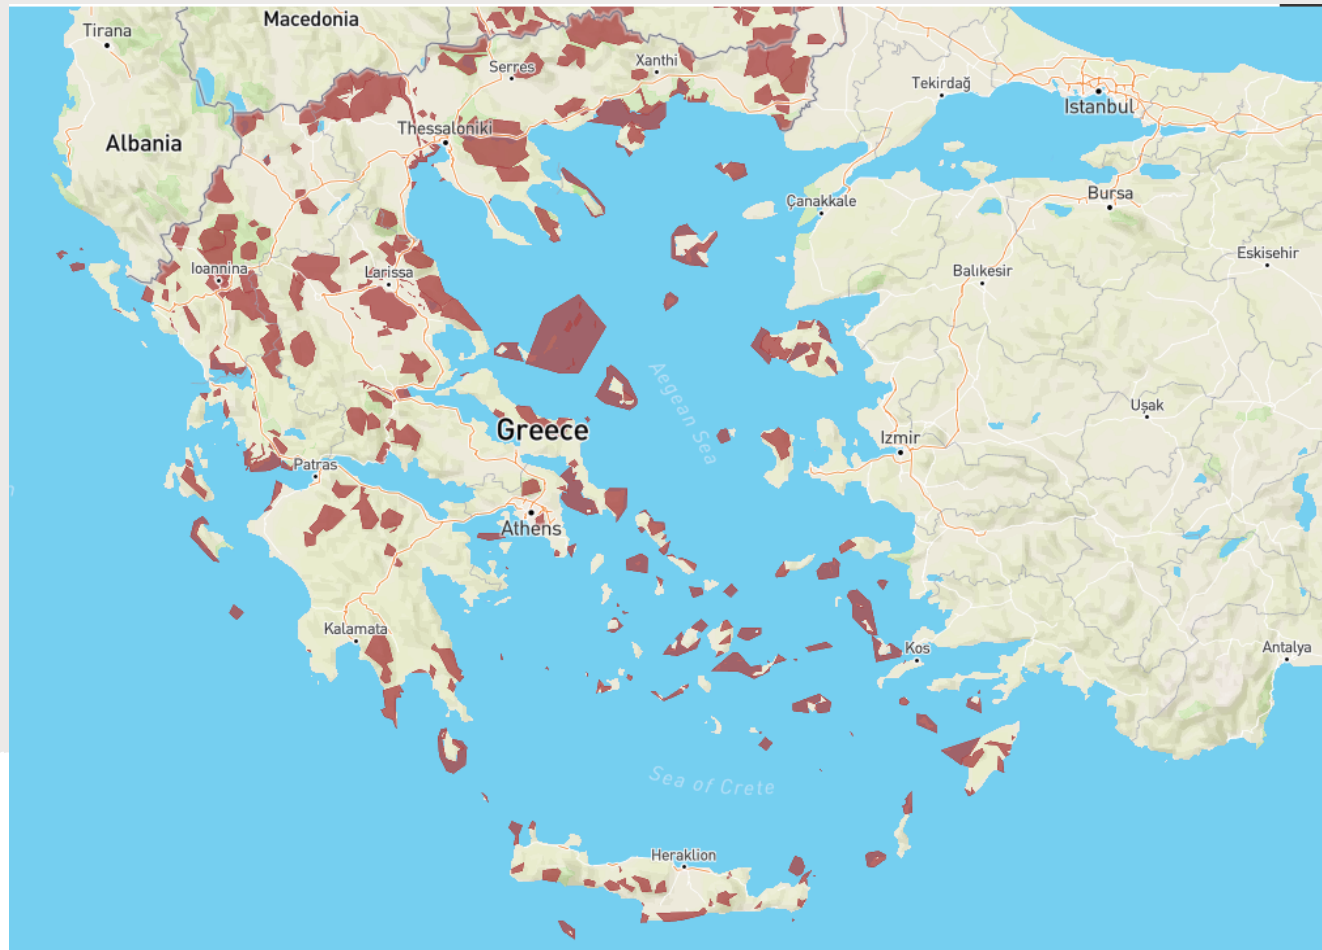 Macedonia
Tirana
Xanthi
Serres
Tekirdağ
Istanbul
Thessaloniki
Albania
Bursa
Çanakkale
Eskisehir
Ioannina
Larissa
Balıkesir
Aegean Sea
Uşak
Greece
Izmir
Patras
Athens
Kalamata
Kos
Antalya
Sea of Crete
Heraklion